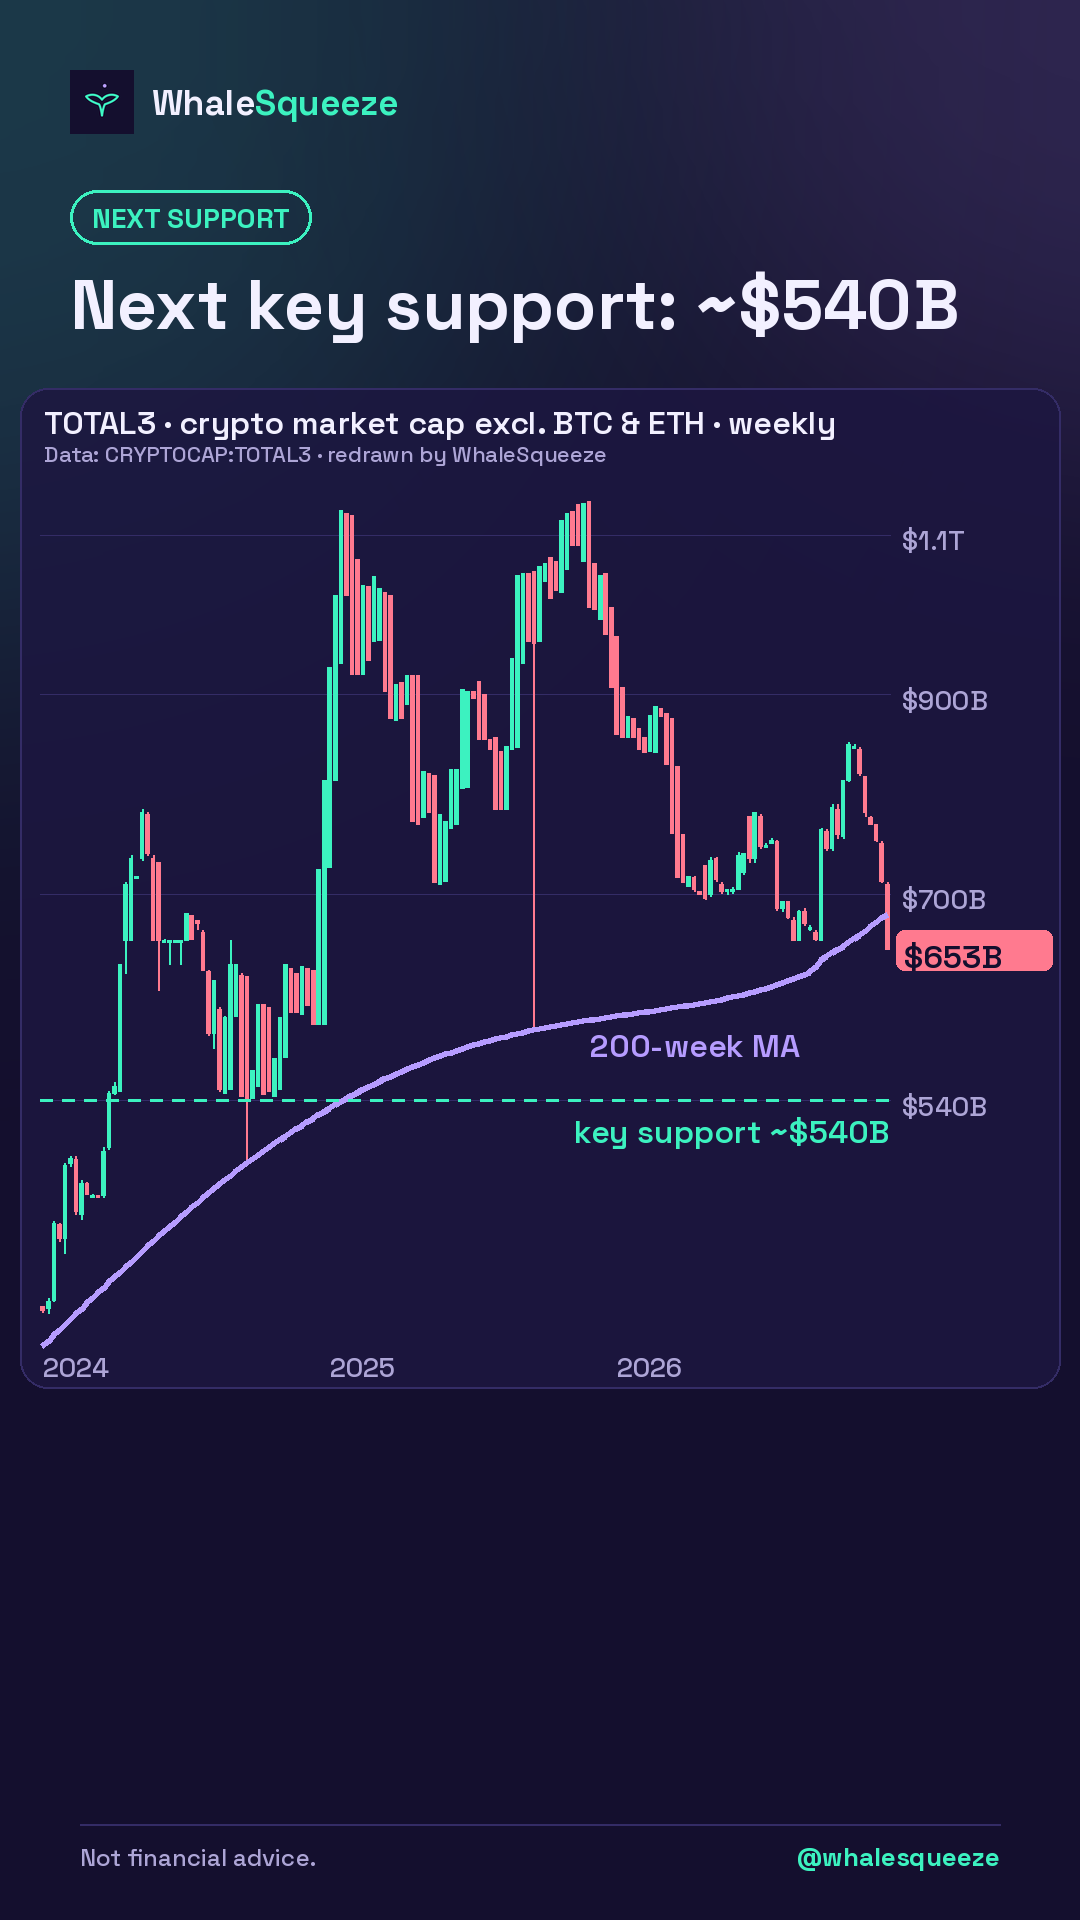 WhaleSqueeze
NEXT SUPPORT
Next key support: ~$540B
TOTAL3 · crypto market cap excl. BTC & ETH · weekly
Data: CRYPTOCAP:TOTAL3 · redrawn by WhaleSqueeze
$1.1T
$900B
$700B
$653B
200-week MA
$540B
key support ~$540B
2024 2025 2026
Not financial advice. @whalesqueeze